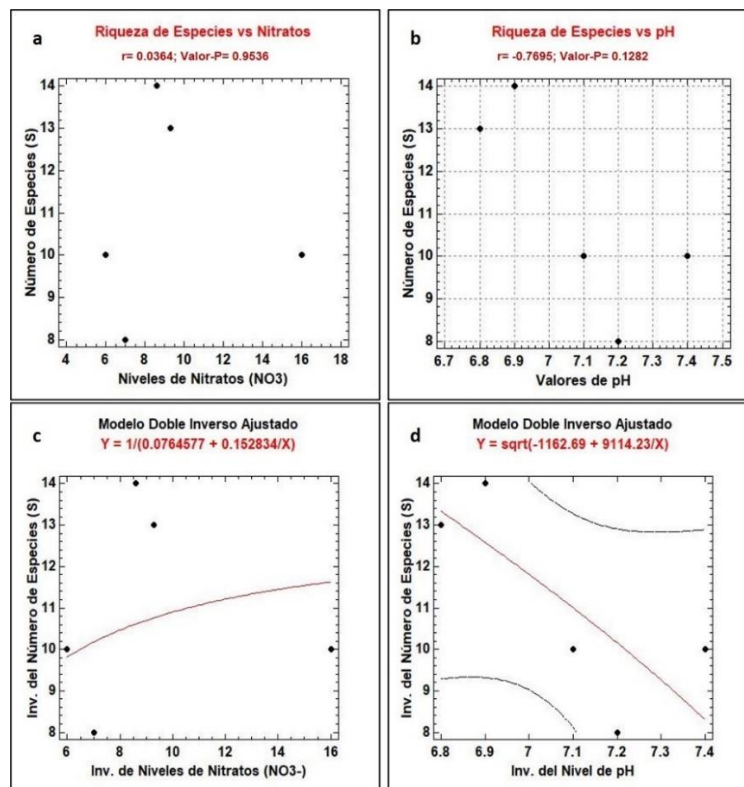 a
Riqueza de Especies vs Nitratos
r= 0.0364; Valor-P= 0.9536
Número de Especies (S)
14
13
12
11
10
9
8
4 6 8 10 12 14 16 18
Niveles de Nitratos (NO3)
b
Riqueza de Especies vs pH
r= -0.7695; Valor-P= 0.1282
Número de Especies (S)
14
13
12
11
10
9
8
6.7 6.8 6.9 7 7.1 7.2 7.3 7.4 7.5
Valores de pH
c
Modelo Doble Inverso Ajustado
Y = 1/(0.0764577 + 0.152834/X)
Inv. del Número de Especies (S)
14
13
12
11
10
9
8
6 8 10 12 14 16
Inv. de Niveles de Nitratos (NO3-)
d
Modelo Doble Inverso Ajustado
Y = sqrt(-1162.69 + 9114.23/X)
Inv. del Número de Especies (S)
14
13
12
11
10
9
8
6.8 6.9 7 7.1 7.2 7.3 7.4
Inv. del Nivel de pH